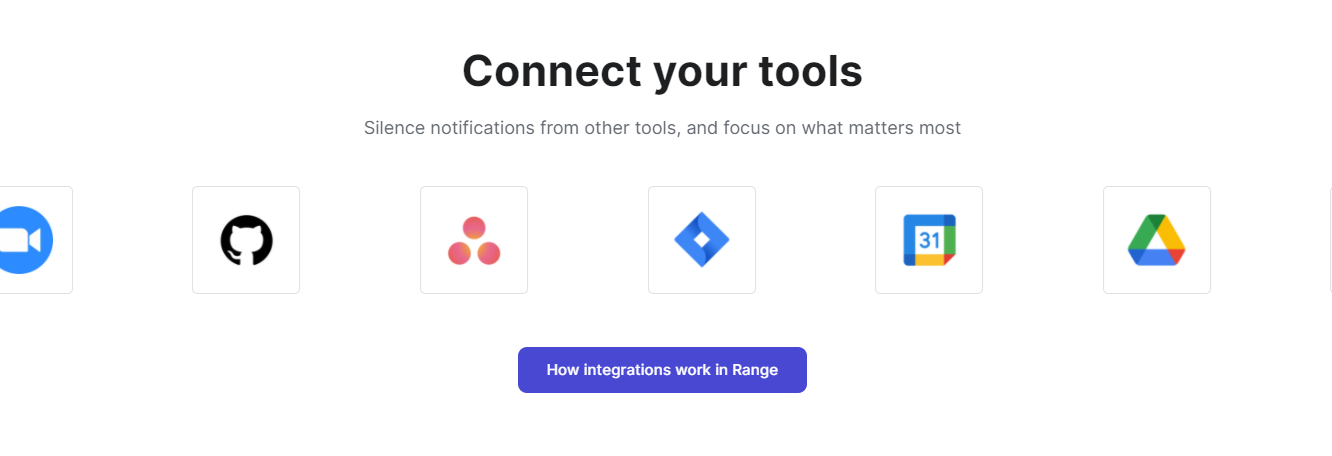 Connect your tools
Silence notifications from other tools, and focus on what matters most
31
How integrations work in Range